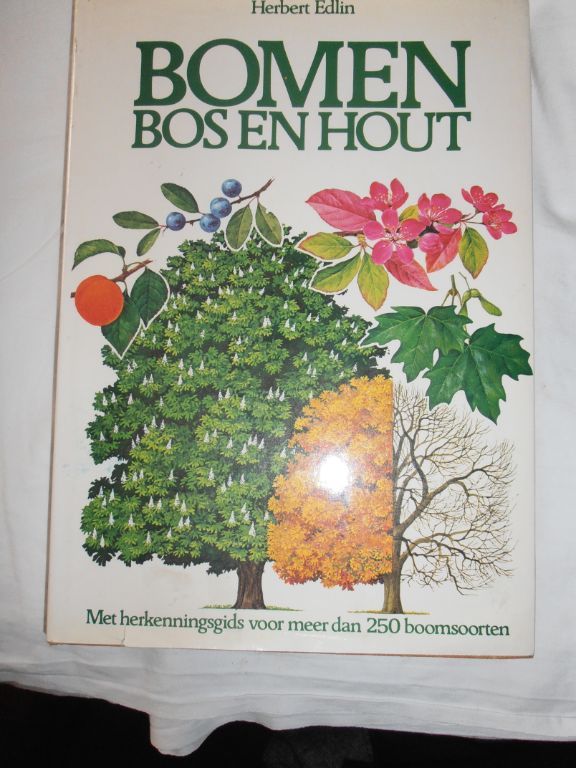 Herbert Edlin
BOMEN
BOS EN HOUT
Met herkenningsgids voor meer dan 250 boomsoorten